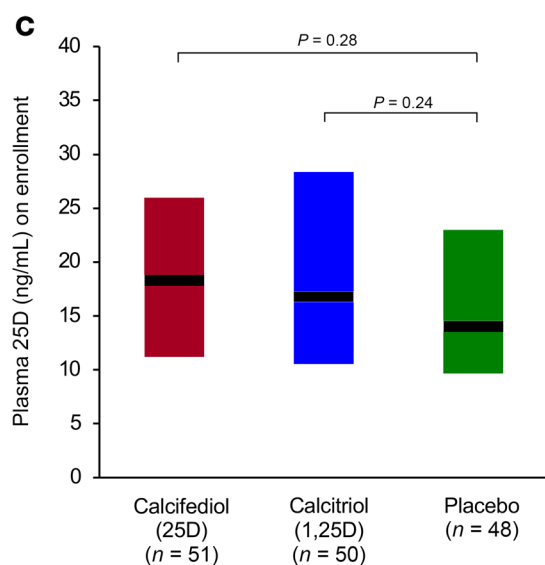 C
P = 0.28
P = 0.24
Plasma 25D (ng/mL) on enrollment
40
35
30
25
20
15
10
5
0
Calcifediol
(25D)
(n = 51)
Calcitriol
(1,25D)
(n = 50)
Placebo
(n = 48)